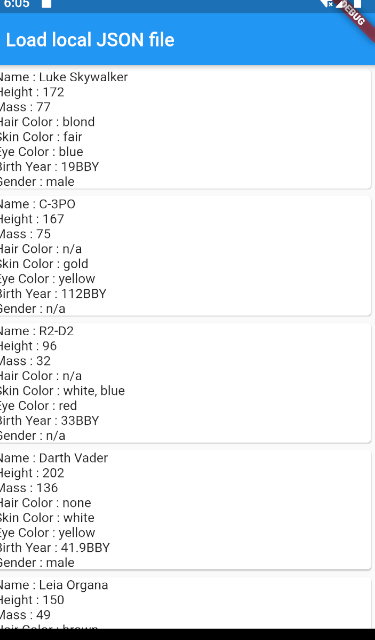 6:05
DEBUG
Load local JSON file
Name : Luke Skywalker
Height : 172
Mass : 77
Hair Color : blond
Skin Color : fair
Eye Color : blue
Birth Year : 19BBY
Gender : male
Name : C-3PO
Height : 167
Mass : 75
Hair Color : n/a
Skin Color : gold
Eye Color : yellow
Birth Year : 112BBY
Gender : n/a
Name : R2-D2
Height : 96
Mass : 32
Hair Color : n/a
Skin Color : white, blue
Eye Color : red
Birth Year : 33BBY
Gender : n/a
Name : Darth Vader
Height : 202
Mass : 136
Hair Color : none
Skin Color : white
Eye Color : yellow
Birth Year : 41.9BBY
Gender : male
Name : Leia Organa
Height : 150
Mass : 49
Hair Color : brown